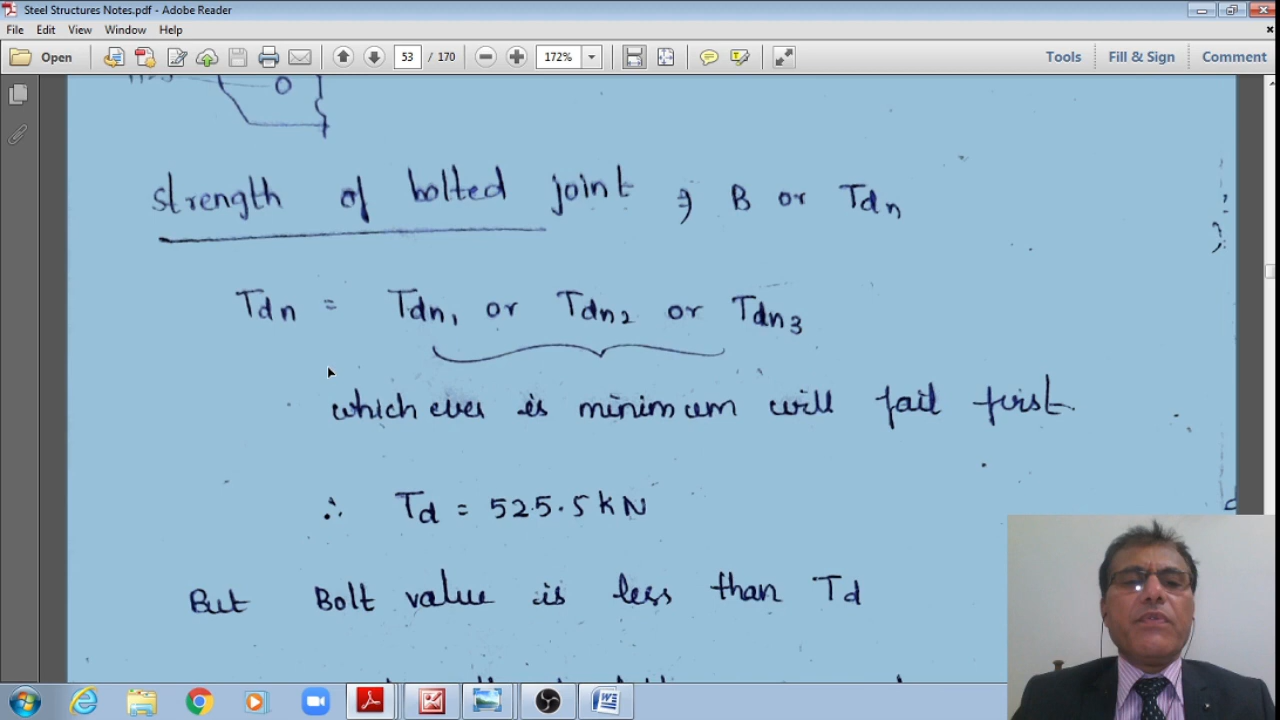 Steel Structures Notes.pdf - Adobe Reader
File Edit View Window Help
Open 53 / 170 172% Tools Fill & Sign Comment
strength of bolted joint ⇒ B or Tdn
Tdn = Tdn1 or Tdn2 or Tdn3
which ever is minimum will fail first.
∴ Td = 525.5 kN
But Bolt value is less than Td